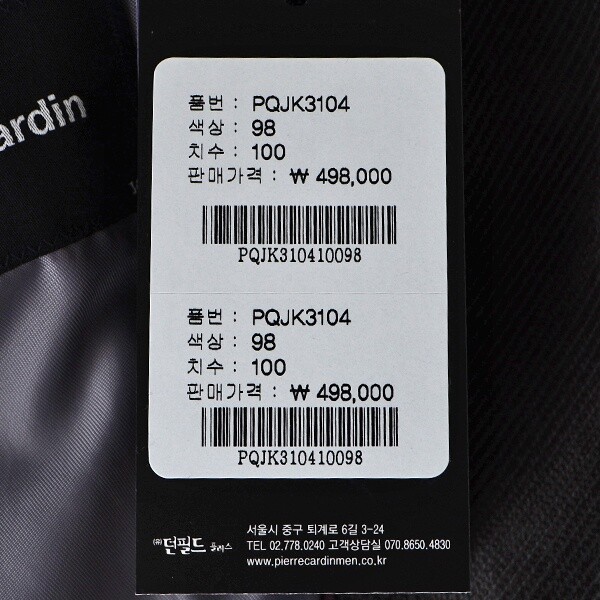 ardin
품번 : PQJK3104
색상 : 98
치수 : 100
판매가격 : ₩ 498,000
PQJK310410098
품번 : PQJK3104
색상 : 98
치수 : 100
판매가격 : ₩ 498,000
PQJK310410098
㈜던필드 플러스
서울시 중구 퇴계로 6길 3-24
TEL 02.778.0240 고객상담실 070.8650.4830
www.pierrecardinmen.co.kr